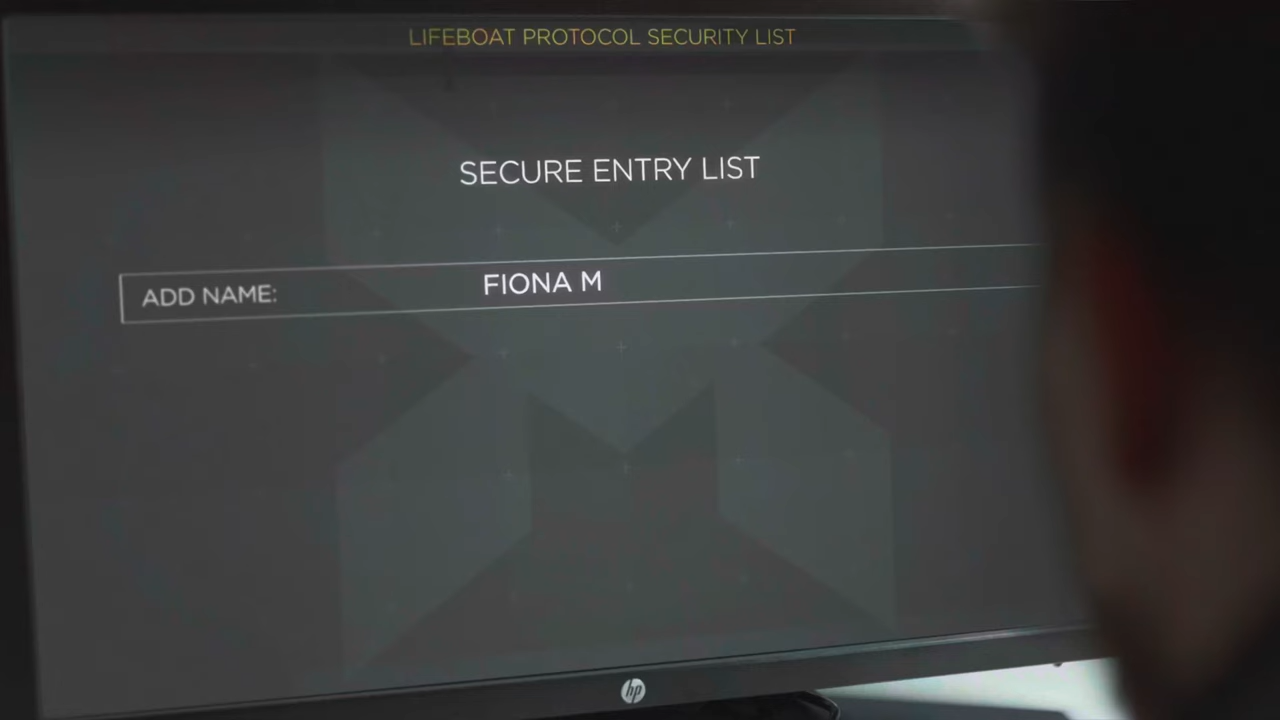 LIFEBOAT PROTOCOL SECURITY LIST
SECURE ENTRY LIST
ADD NAME: FIONA M
hp